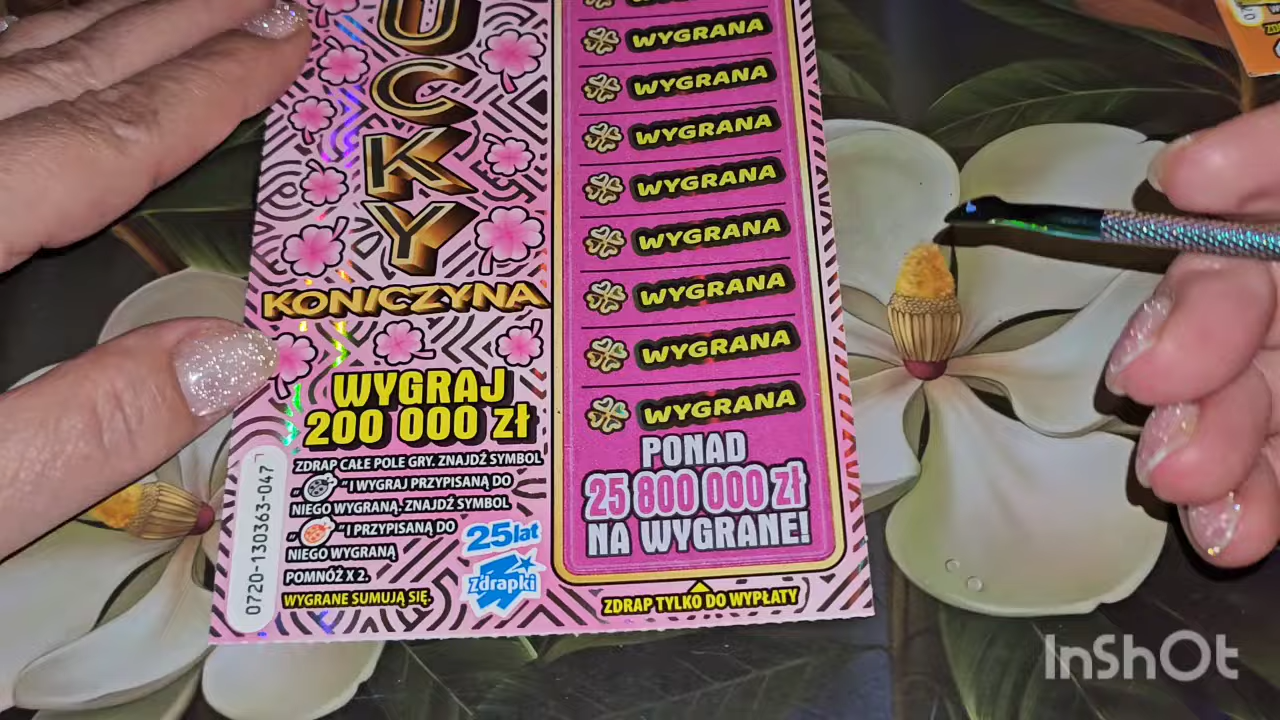 UCKY
KONICZYNA
WYGRAJ
200 000 zł
ZDRAP CAŁE POLE GRY. ZNAJDŹ SYMBOL
„ ” I WYGRAJ PRZYPISANĄ DO
NIEGO WYGRANĄ. ZNAJDŹ SYMBOL
„ ” I PRZYPISANĄ DO
NIEGO WYGRANĄ
POMNÓŻ X 2.
WYGRANE SUMUJĄ SIĘ.
0720-130363-047
25 lat
Zdrapki
WYGRANA
WYGRANA
WYGRANA
WYGRANA
WYGRANA
WYGRANA
WYGRANA
WYGRANA
PONAD
25 800 000 zł
NA WYGRANE!
ZDRAP TYLKO DO WYPŁATY
InShOt